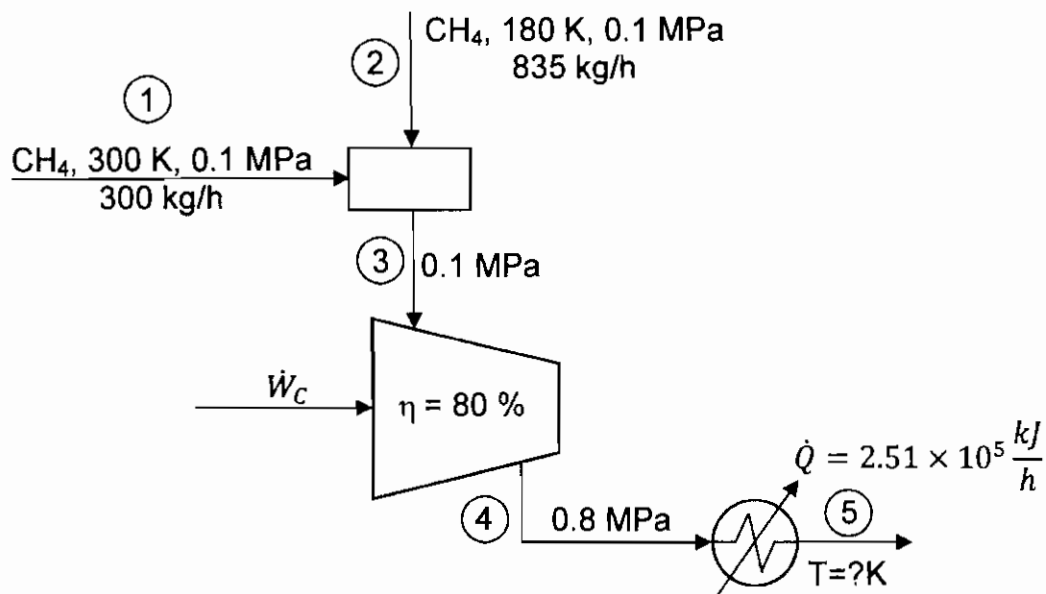 CH₄, 180 K, 0.1 MPa
835 kg/h
②
①
CH₄, 300 K, 0.1 MPa
300 kg/h
③ 0.1 MPa
Ẇ_C
η = 80 %
Q̇ = 2.51 × 10⁵ kJ/h
④ 0.8 MPa ⑤
T=?K